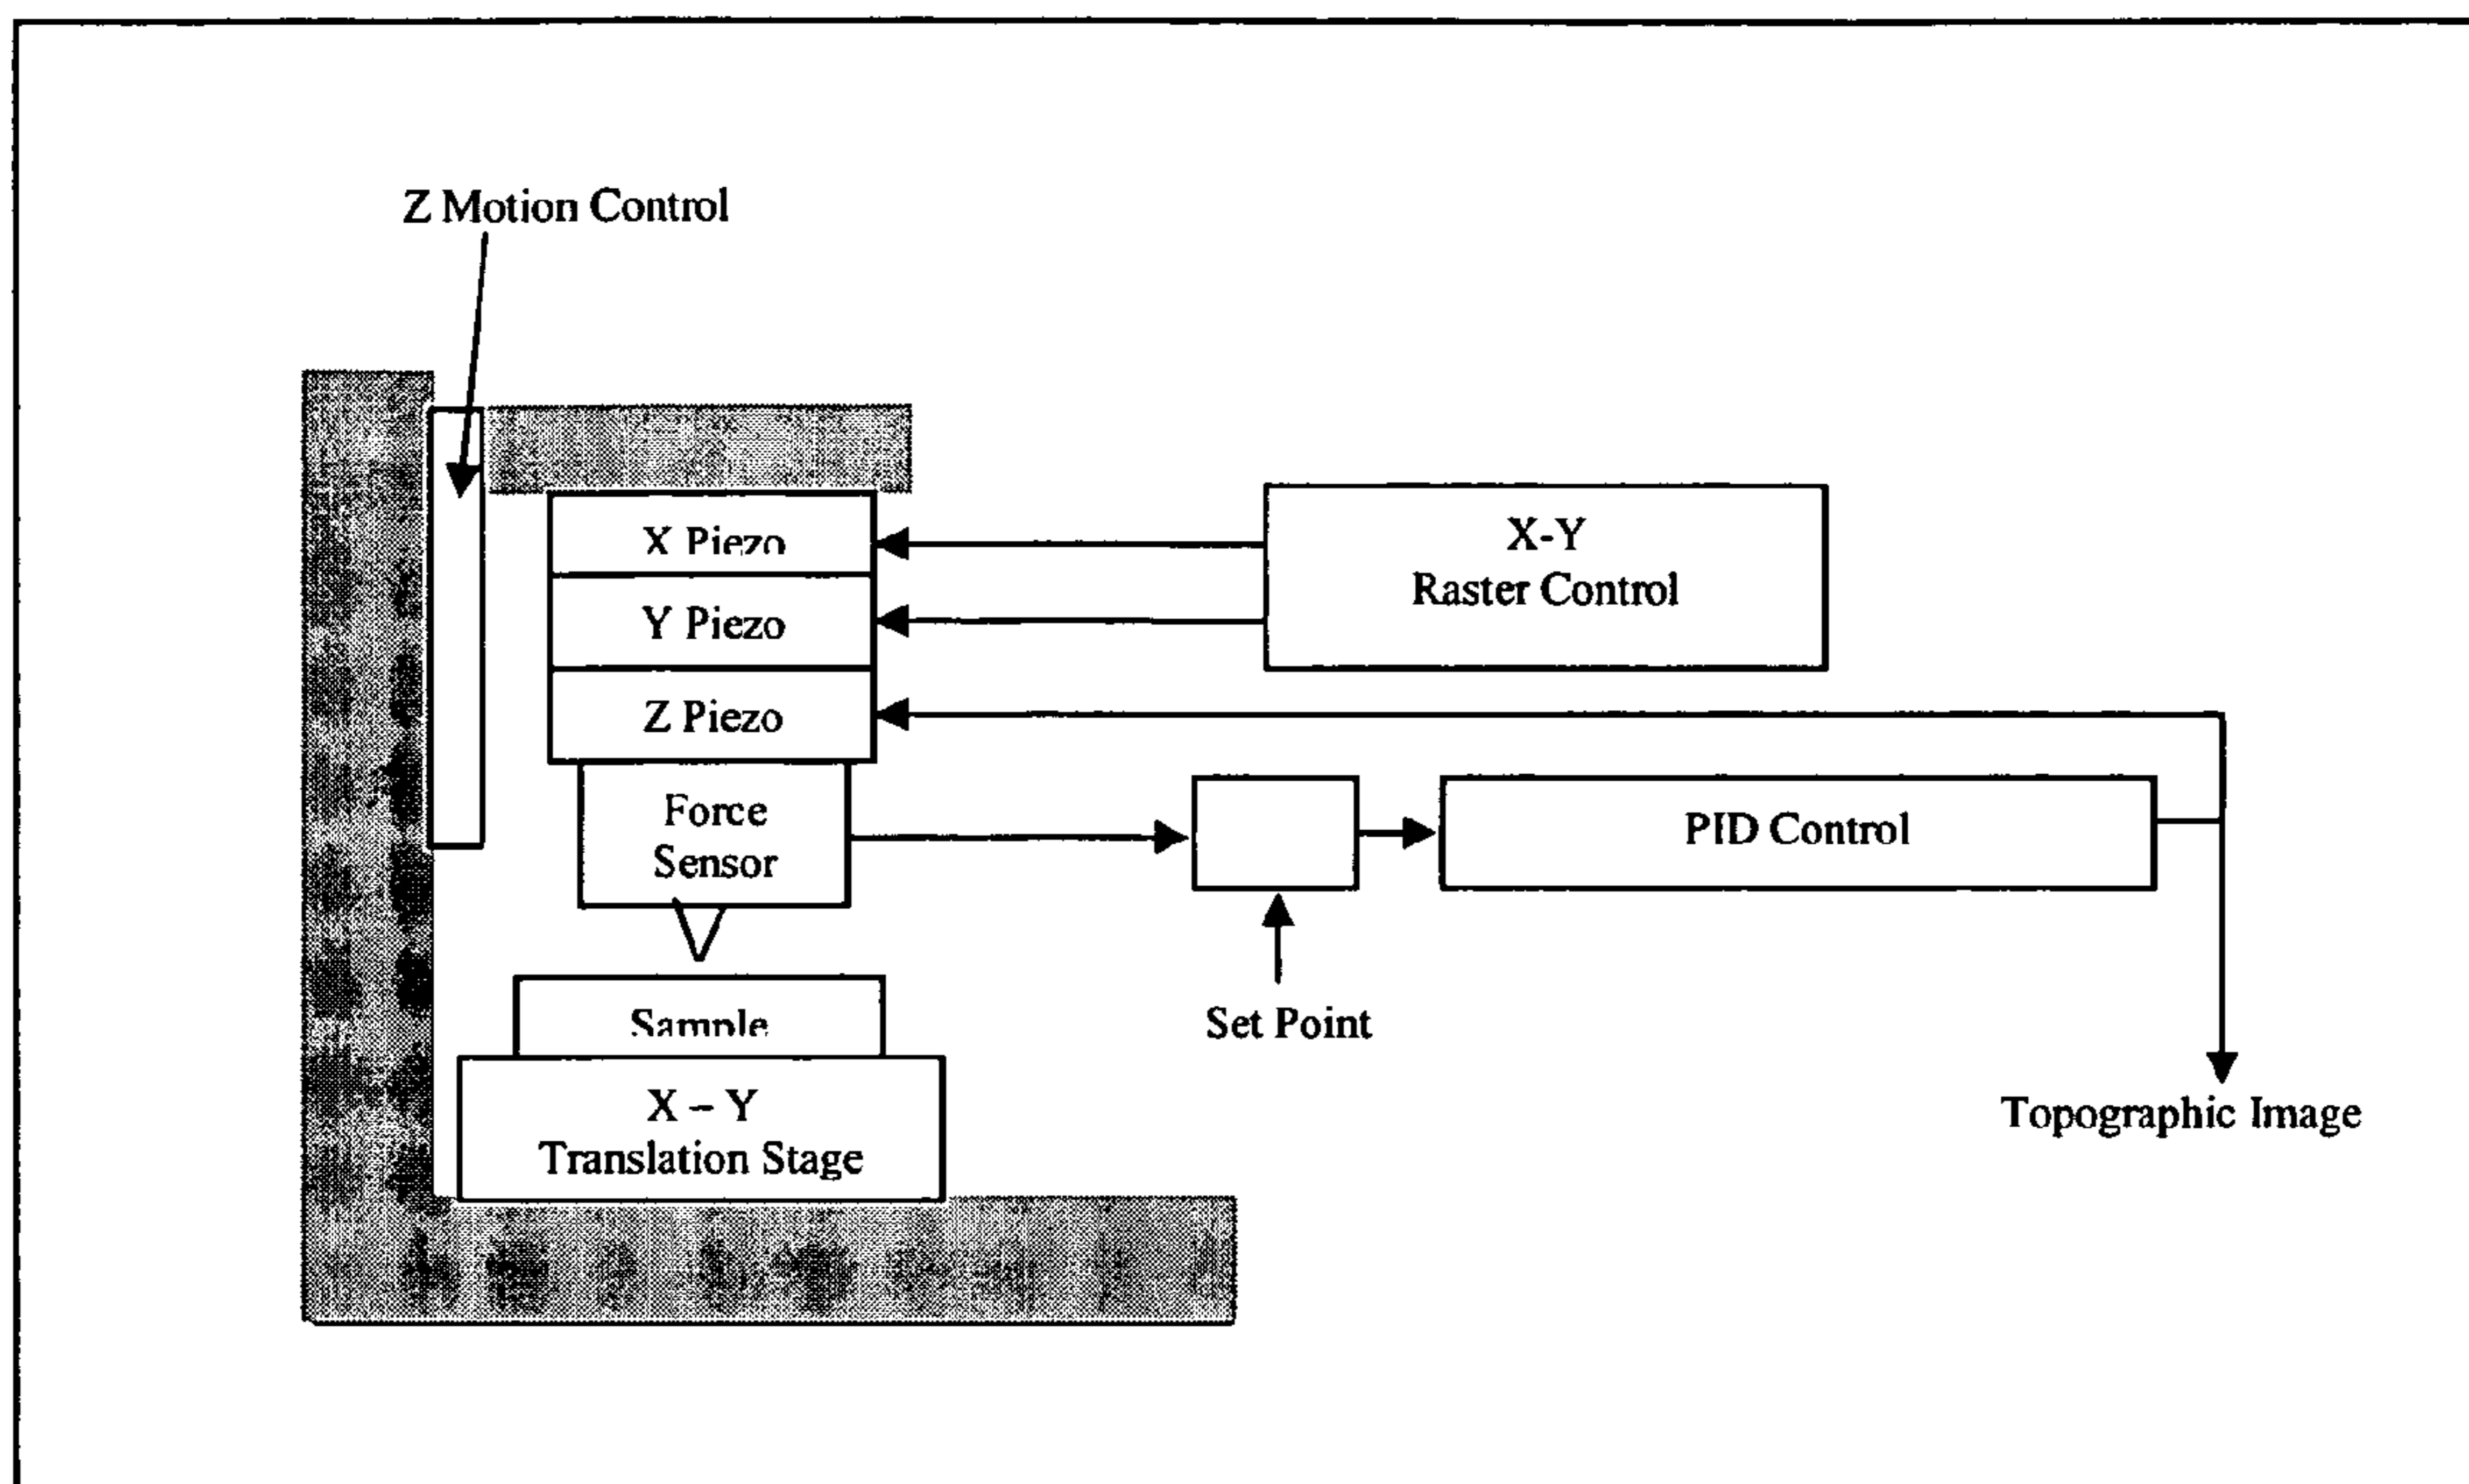 Z Motion Control
X Piezo
Y Piezo
Z Piezo
X-Y
Raster Control
Force
Sensor
PID Control
Sample
Set Point
X – Y
Translation Stage
Topographic Image